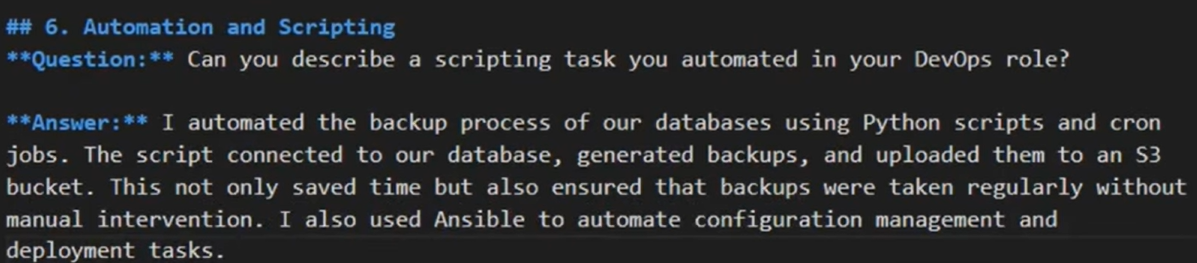 ## 6. Automation and Scripting
**Question:** Can you describe a scripting task you automated in your DevOps role?
**Answer:** I automated the backup process of our databases using Python scripts and cron
jobs. The script connected to our database, generated backups, and uploaded them to an S3
bucket. This not only saved time but also ensured that backups were taken regularly without
manual intervention. I also used Ansible to automate configuration management and
deployment tasks.